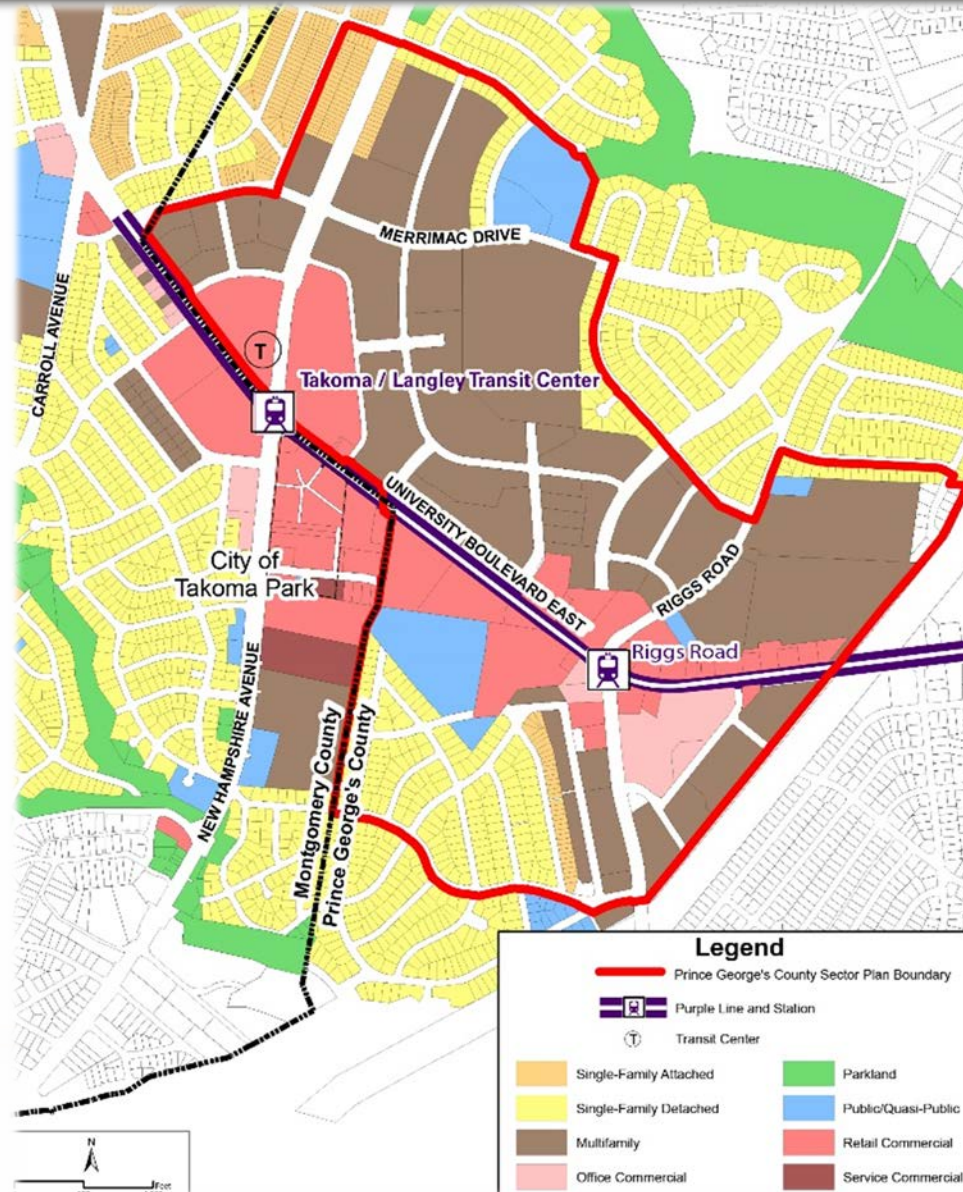 MERRIMAC DRIVE
CARROLL AVENUE
T
Takoma / Langley Transit Center
UNIVERSITY BOULEVARD EAST
City of
Takoma Park
RIGGS ROAD
Riggs Road
NEW HAMPSHIRE AVENUE
Montgomery County
Prince George's County
Legend
Prince George's County Sector Plan Boundary
Purple Line and Station
T
Transit Center
Single-Family Attached
Parkland
Single-Family Detached
Public/Quasi-Public
Multifamily
Retail Commercial
Office Commercial
Service Commercial
N
Feet